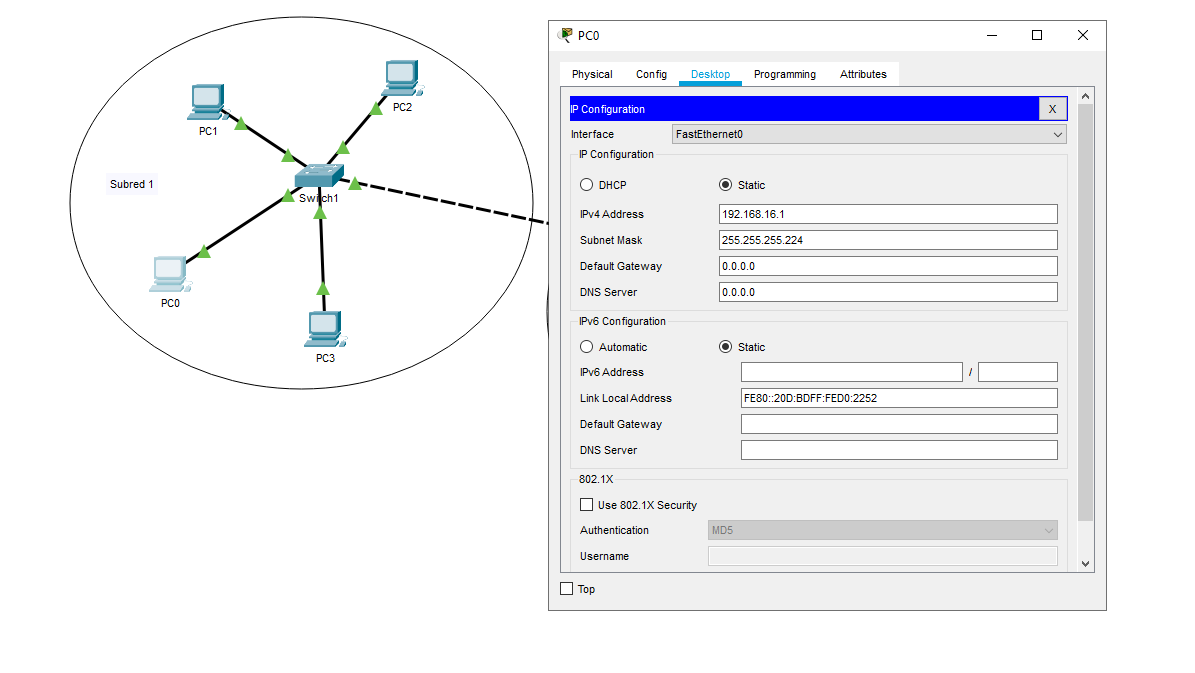 PC1
PC2
Subred 1
Switch1
PC0
PC3
PC0
Physical Config Desktop Programming Attributes
IP Configuration X
Interface FastEthernet0
IP Configuration
DHCP Static
IPv4 Address 192.168.16.1
Subnet Mask 255.255.255.224
Default Gateway 0.0.0.0
DNS Server 0.0.0.0
IPv6 Configuration
Automatic Static
IPv6 Address /
Link Local Address FE80::20D:BDFF:FED0:2252
Default Gateway
DNS Server
802.1X
Use 802.1X Security
Authentication MD5
Username
Top